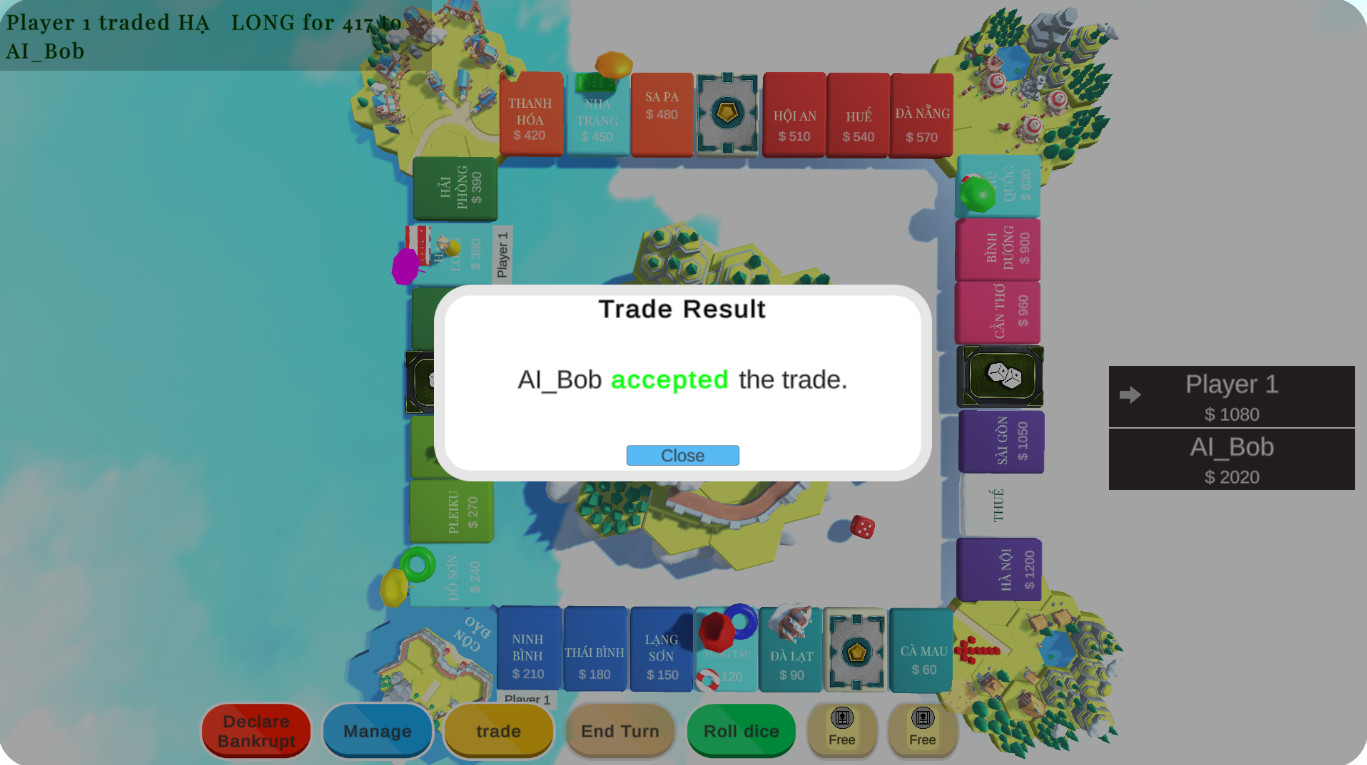 Player 1 traded HẠ LONG for 417 to
AI_Bob
THANH
HÓA
$ 420
NHA
TRANG
$ 450
SA PA
$ 480
HỘI AN
$ 510
HUẾ
$ 540
ĐÀ NẴNG
$ 570
HẢI
PHÒNG
$ 390
QUỐC
$ 630
$ 390
Player 1
BÌNH
DƯƠNG
$ 900
CẦN THƠ
$ 960
Trade Result
AI_Bob accepted the trade.
Close
Player 1
$ 1080
AI_Bob
$ 2020
SÀI GÒN
$ 1050
PLEIKU
$ 270
THUẾ
ĐỒ SƠN
$ 240
HÀ NỘI
$ 1200
CÔN
ĐẢO
NINH
BÌNH
$ 210
THÁI BÌNH
$ 180
LẠNG
SƠN
$ 150
120
ĐÀ LẠT
$ 90
CÀ MAU
$ 60
Player 1
Declare
Bankrupt
Manage
trade
End Turn
Roll dice
Free
Free